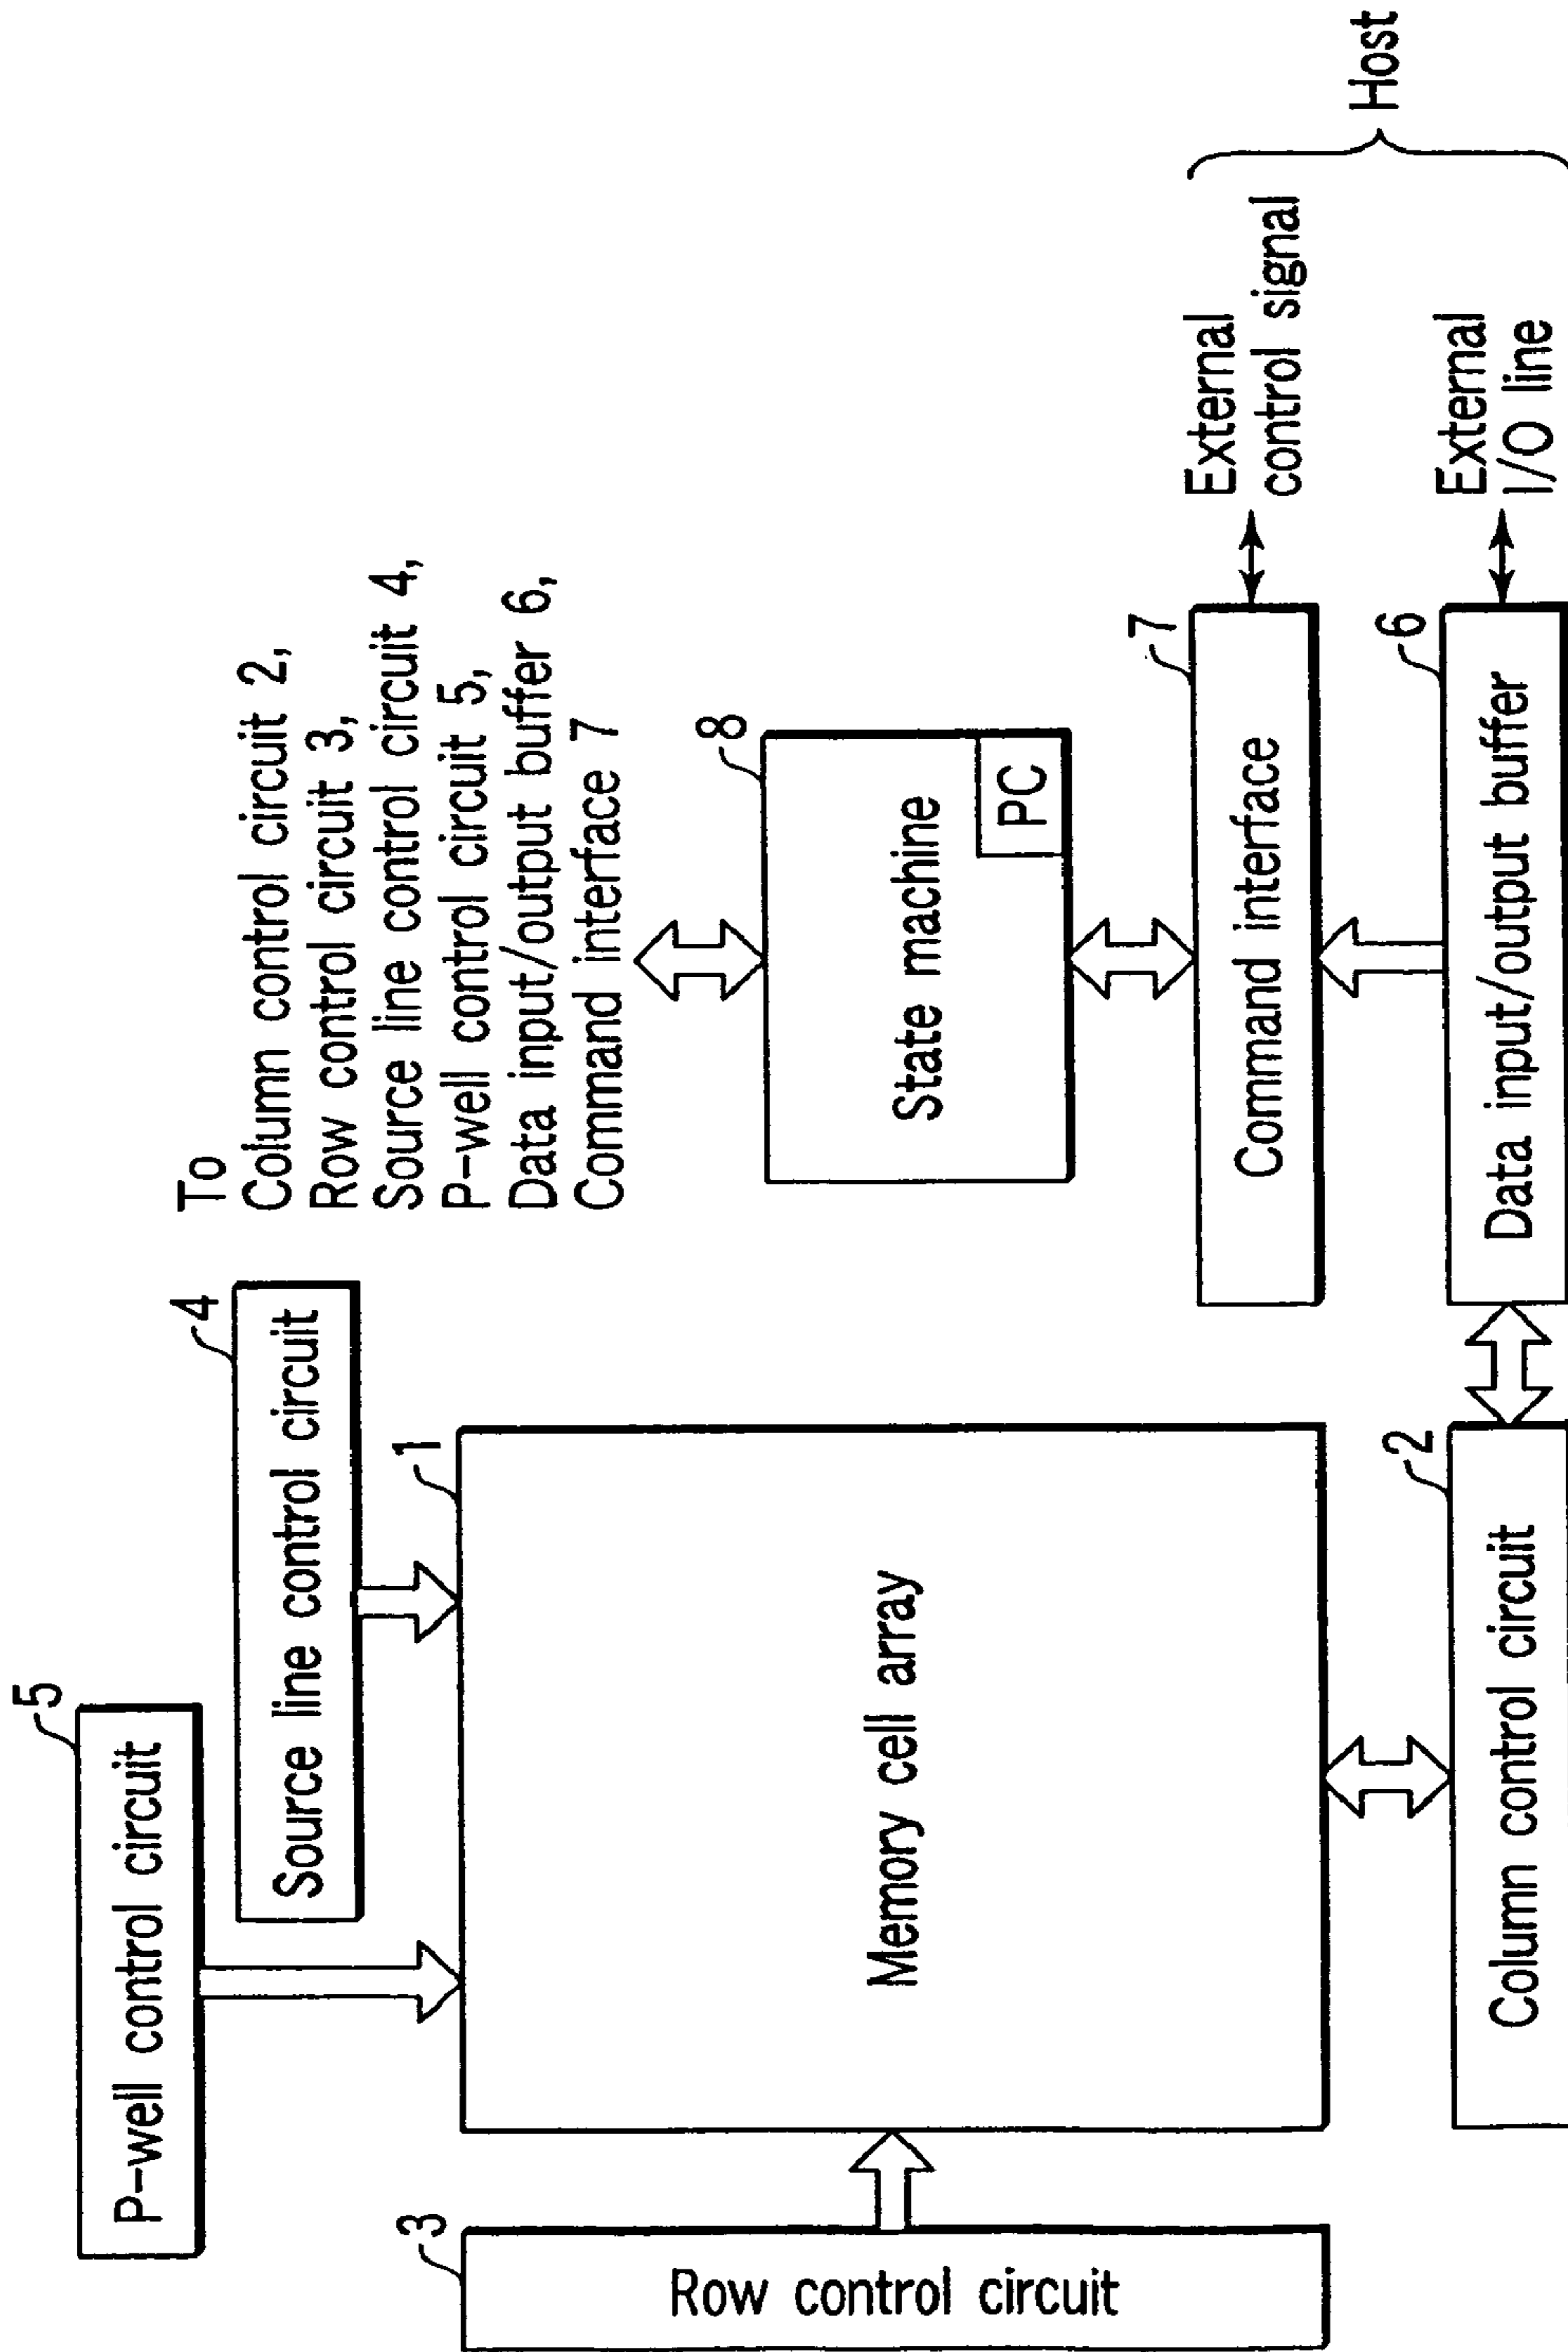 5
P-well control circuit
4
Source line control circuit
To
Column control circuit 2,
Row control circuit 3,
Source line control circuit 4,
P-well control circuit 5,
Data input/output buffer 6,
Command interface 7
3
Row control circuit
1
Memory cell array
8
State machine
PC
7
Command interface
External
control signal
2
Column control circuit
6
Data input/output buffer
External
I/O line
Host